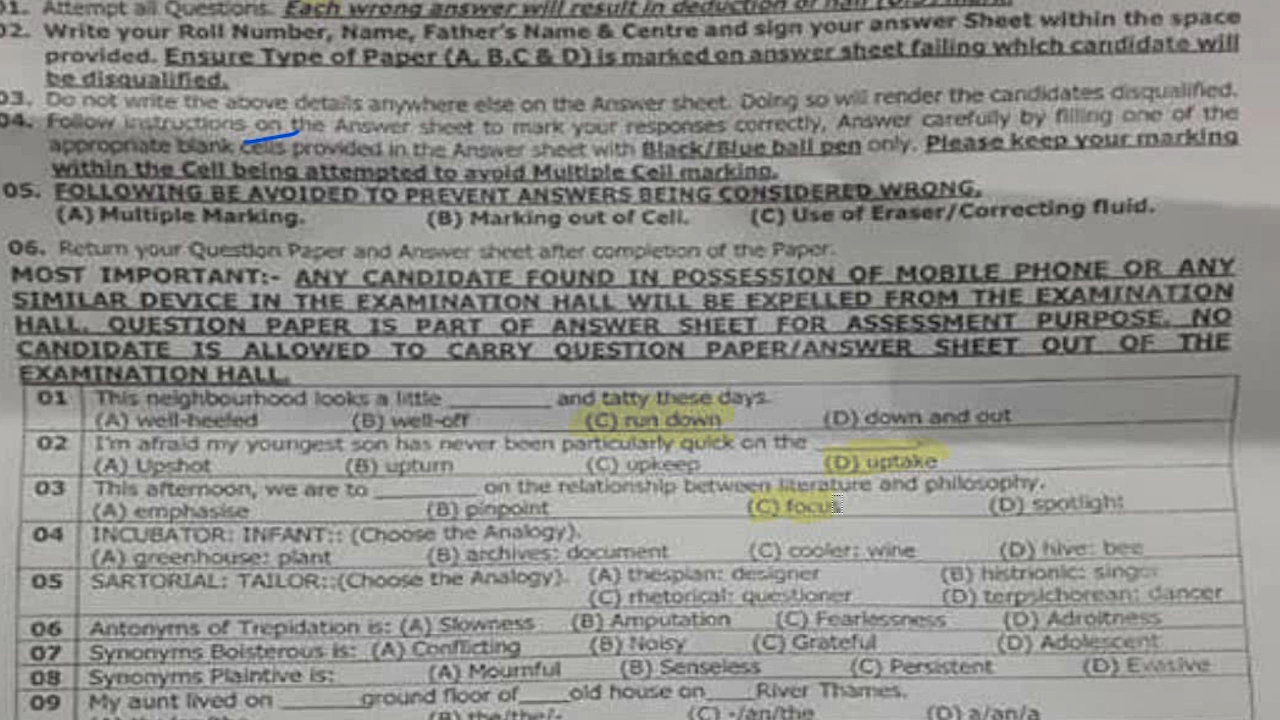 01. Attempt all Questions. Each wrong answer will result in deduction of half (0.5) mark.
02. Write your Roll Number, Name, Father's Name & Centre and sign your answer Sheet within the space
provided. Ensure Type of Paper (A, B,C & D) is marked on answer sheet failing which candidate will
be disqualified.
03. Do not write the above details anywhere else on the Answer sheet. Doing so will render the candidates disqualified.
04. Follow instructions on the Answer sheet to mark your responses correctly, Answer carefully by filling one of the
appropriate blank Cells provided in the Answer sheet with Black/Blue ball pen only. Please keep your marking
within the Cell being attempted to avoid Multiple Cell marking.
05. FOLLOWING BE AVOIDED TO PREVENT ANSWERS BEING CONSIDERED WRONG.
(A) Multiple Marking. (B) Marking out of Cell. (C) Use of Eraser/Correcting fluid.
06. Return your Question Paper and Answer sheet after completion of the Paper.
MOST IMPORTANT:- ANY CANDIDATE FOUND IN POSSESSION OF MOBILE PHONE OR ANY
SIMILAR DEVICE IN THE EXAMINATION HALL WILL BE EXPELLED FROM THE EXAMINATION
HALL. QUESTION PAPER IS PART OF ANSWER SHEET FOR ASSESSMENT PURPOSE. NO
CANDIDATE IS ALLOWED TO CARRY QUESTION PAPER/ANSWER SHEET OUT OF THE
EXAMINATION HALL.
01 This neighbourhood looks a little ________ and tatty these days.
(A) well-heeled (B) well-off (C) run down (D) down and out
02 I'm afraid my youngest son has never been particularly quick on the ________
(A) Upshot (B) upturn (C) upkeep (D) uptake
03 This afternoon, we are to ________ on the relationship between literature and philosophy.
(A) emphasise (B) pinpoint (C) focus (D) spotlight
04 INCUBATOR: INFANT:: (Choose the Analogy).
(A) greenhouse: plant (B) archives: document (C) cooler: wine (D) hive: bee
05 SARTORIAL: TAILOR::(Choose the Analogy). (A) thespian: designer (B) histrionic: singer
(C) rhetorical: questioner (D) terpsichorean: dancer
06 Antonyms of Trepidation is: (A) Slowness (B) Amputation (C) Fearlessness (D) Adroitness
07 Synonyms Boisterous is: (A) Conflicting (B) Noisy (C) Grateful (D) Adolescent
08 Synonyms Plaintive is: (A) Mournful (B) Senseless (C) Persistent (D) Evasive
09 My aunt lived on ______ ground floor of ____ old house on ____ River Thames.
(B) the/the/- (C) -/an/the (D) a/an/a